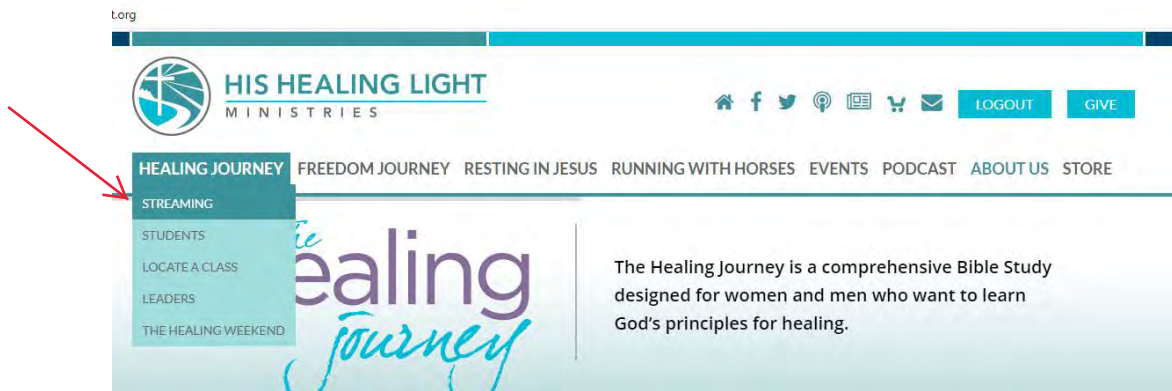 t.org
HIS HEALING LIGHT
MINISTRIES
LOGOUT
GIVE
HEALING JOURNEY FREEDOM JOURNEY RESTING IN JESUS RUNNING WITH HORSES EVENTS PODCAST ABOUT US STORE
STREAMING
STUDENTS
LOCATE A CLASS
LEADERS
THE HEALING WEEKEND
The
ealing
journey
The Healing Journey is a comprehensive Bible Study
designed for women and men who want to learn
God's principles for healing.